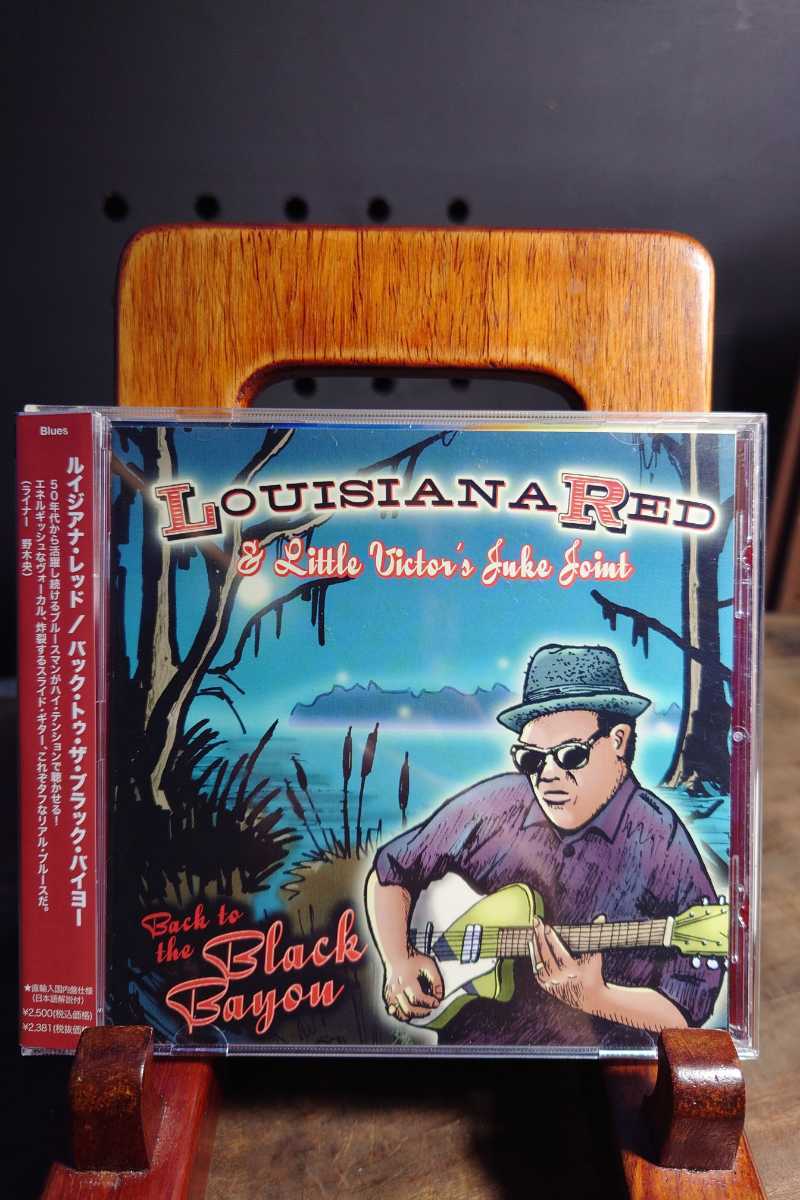 Blues
ルイジアナ・レッド / バック・トゥ・ザ・ブラック・バイヨー
50年代から活躍し続けるブルースマンがハイ・テンションで聴かせる!
エネルギッシュなヴォーカル、炸裂するスライド・ギター、これぞタフなリアル・ブルースだ。
(ライナー 野木央)
★直輸入国内盤仕様
(日本語解説付)
¥2,500(税込価格)
¥2,381(税抜価格)
LOUISIANA RED
& Little Victor's Juke Joint
Back to
the Black
Bayou